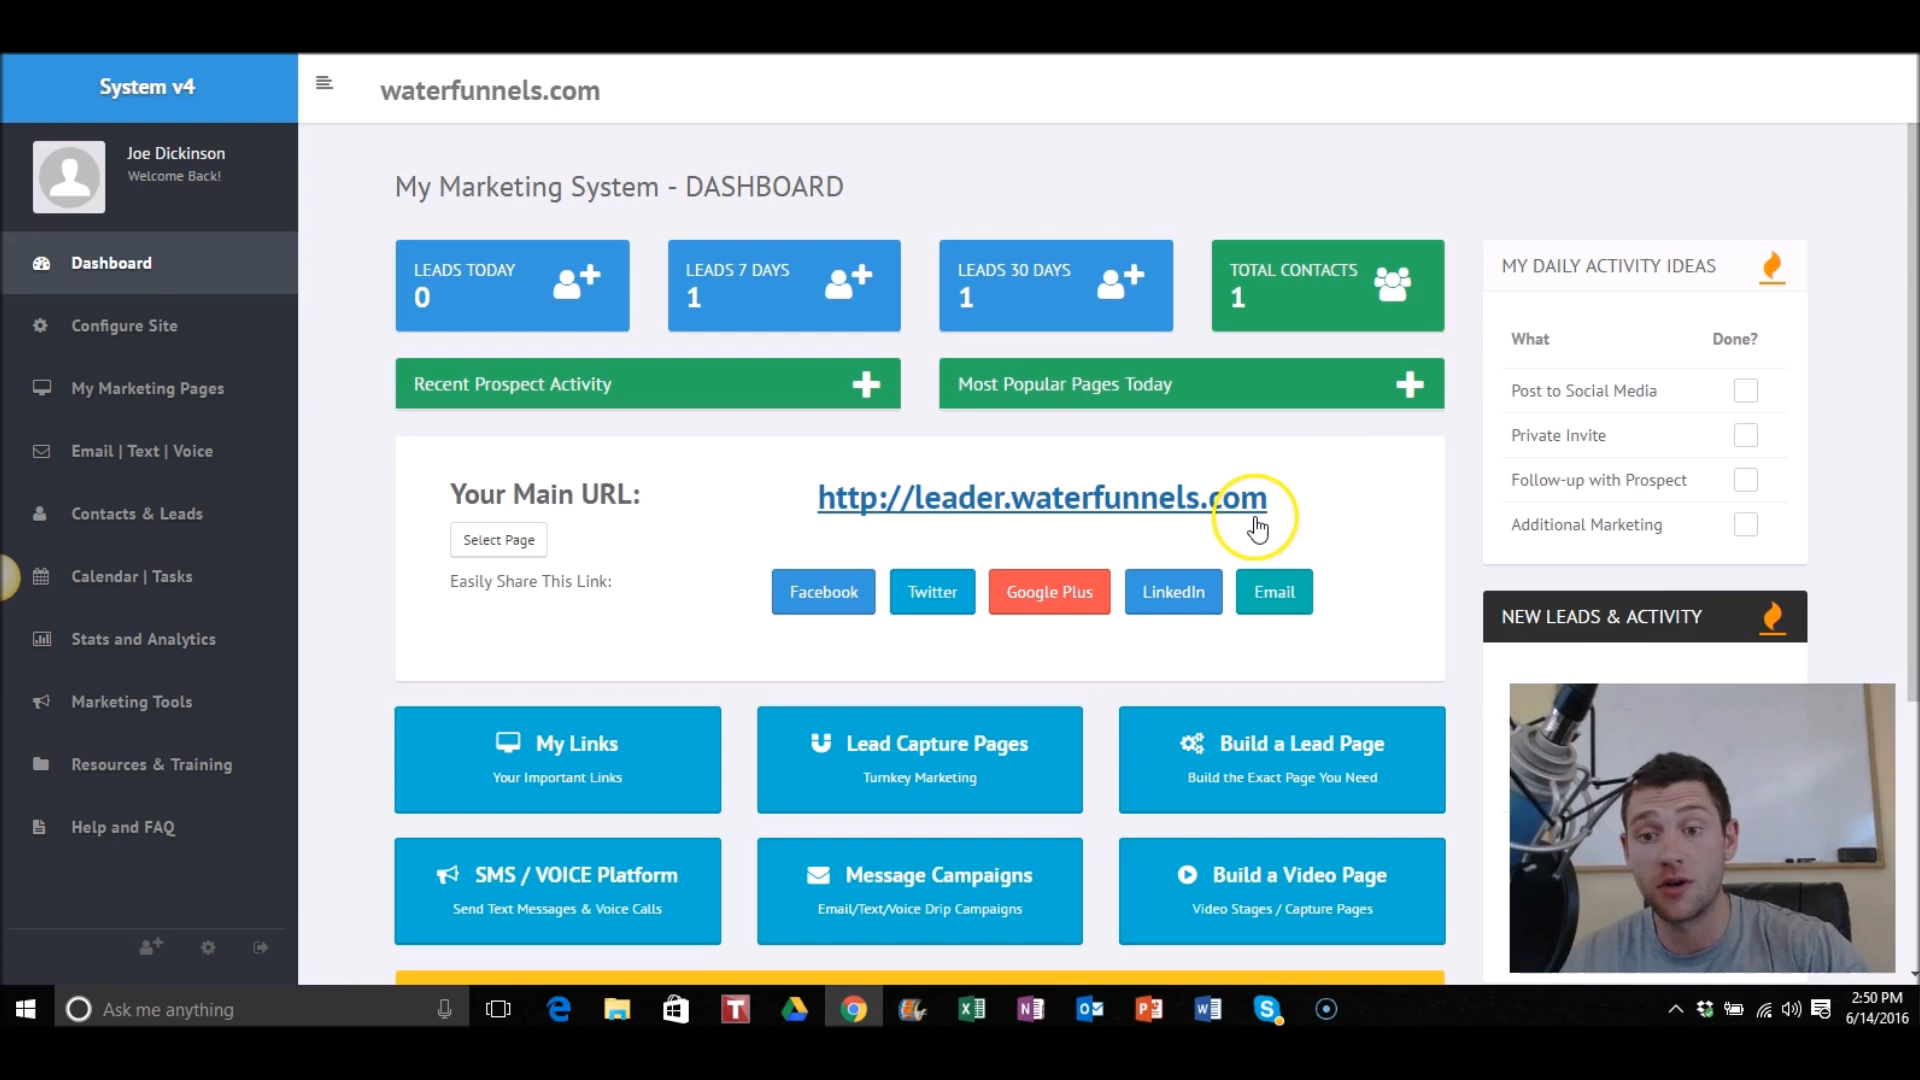 System v4
waterfunnels.com
Joe Dickinson
Welcome Back!
Dashboard
Configure Site
My Marketing Pages
Email | Text | Voice
Contacts & Leads
Calendar | Tasks
Stats and Analytics
Marketing Tools
Resources & Training
Help and FAQ
My Marketing System - DASHBOARD
LEADS TODAY
0
LEADS 7 DAYS
1
LEADS 30 DAYS
1
TOTAL CONTACTS
1
Recent Prospect Activity
Most Popular Pages Today
Your Main URL:
http://leader.waterfunnels.com
Select Page
Easily Share This Link:
Facebook
Twitter
Google Plus
LinkedIn
Email
My Links
Your Important Links
Lead Capture Pages
Turnkey Marketing
Build a Lead Page
Build the Exact Page You Need
SMS / VOICE Platform
Send Text Messages & Voice Calls
Message Campaigns
Email/Text/Voice Drip Campaigns
Build a Video Page
Video Stages / Capture Pages
MY DAILY ACTIVITY IDEAS
What Done?
Post to Social Media
Private Invite
Follow-up with Prospect
Additional Marketing
NEW LEADS & ACTIVITY
Ask me anything
2:50 PM
6/14/2016